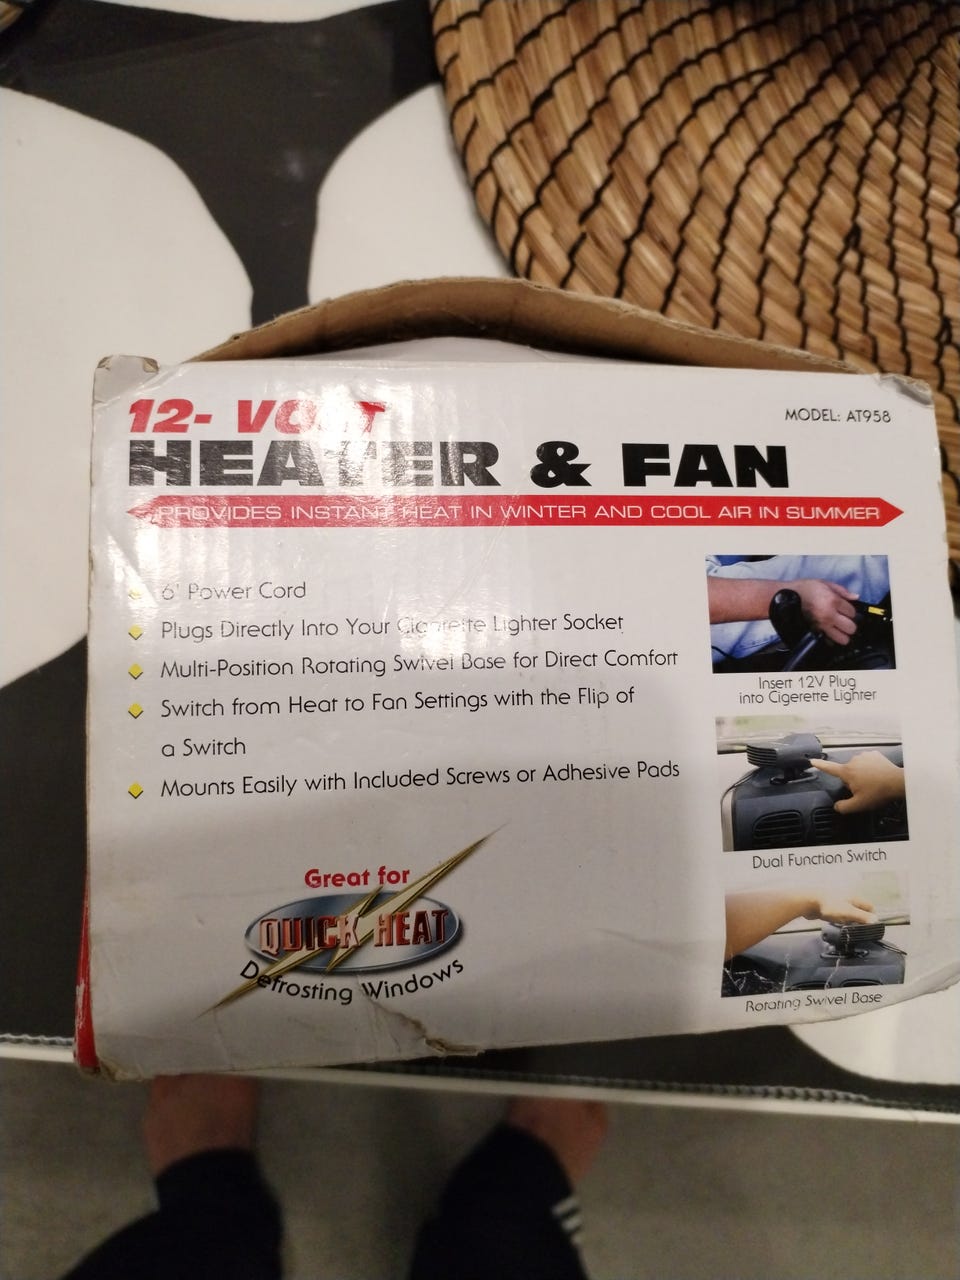 12- VOLT
HEATER & FAN
MODEL: AT958
PROVIDES INSTANT HEAT IN WINTER AND COOL AIR IN SUMMER
6' Power Cord
Plugs Directly Into Your Cigarette Lighter Socket
Multi-Position Rotating Swivel Base for Direct Comfort
Switch from Heat to Fan Settings with the Flip of
a Switch
Mounts Easily with Included Screws or Adhesive Pads
Insert 12V Plug
into Cigerette Lighter
Dual Function Switch
Rotating Swivel Base
Great for
QUICK HEAT
Defrosting Windows